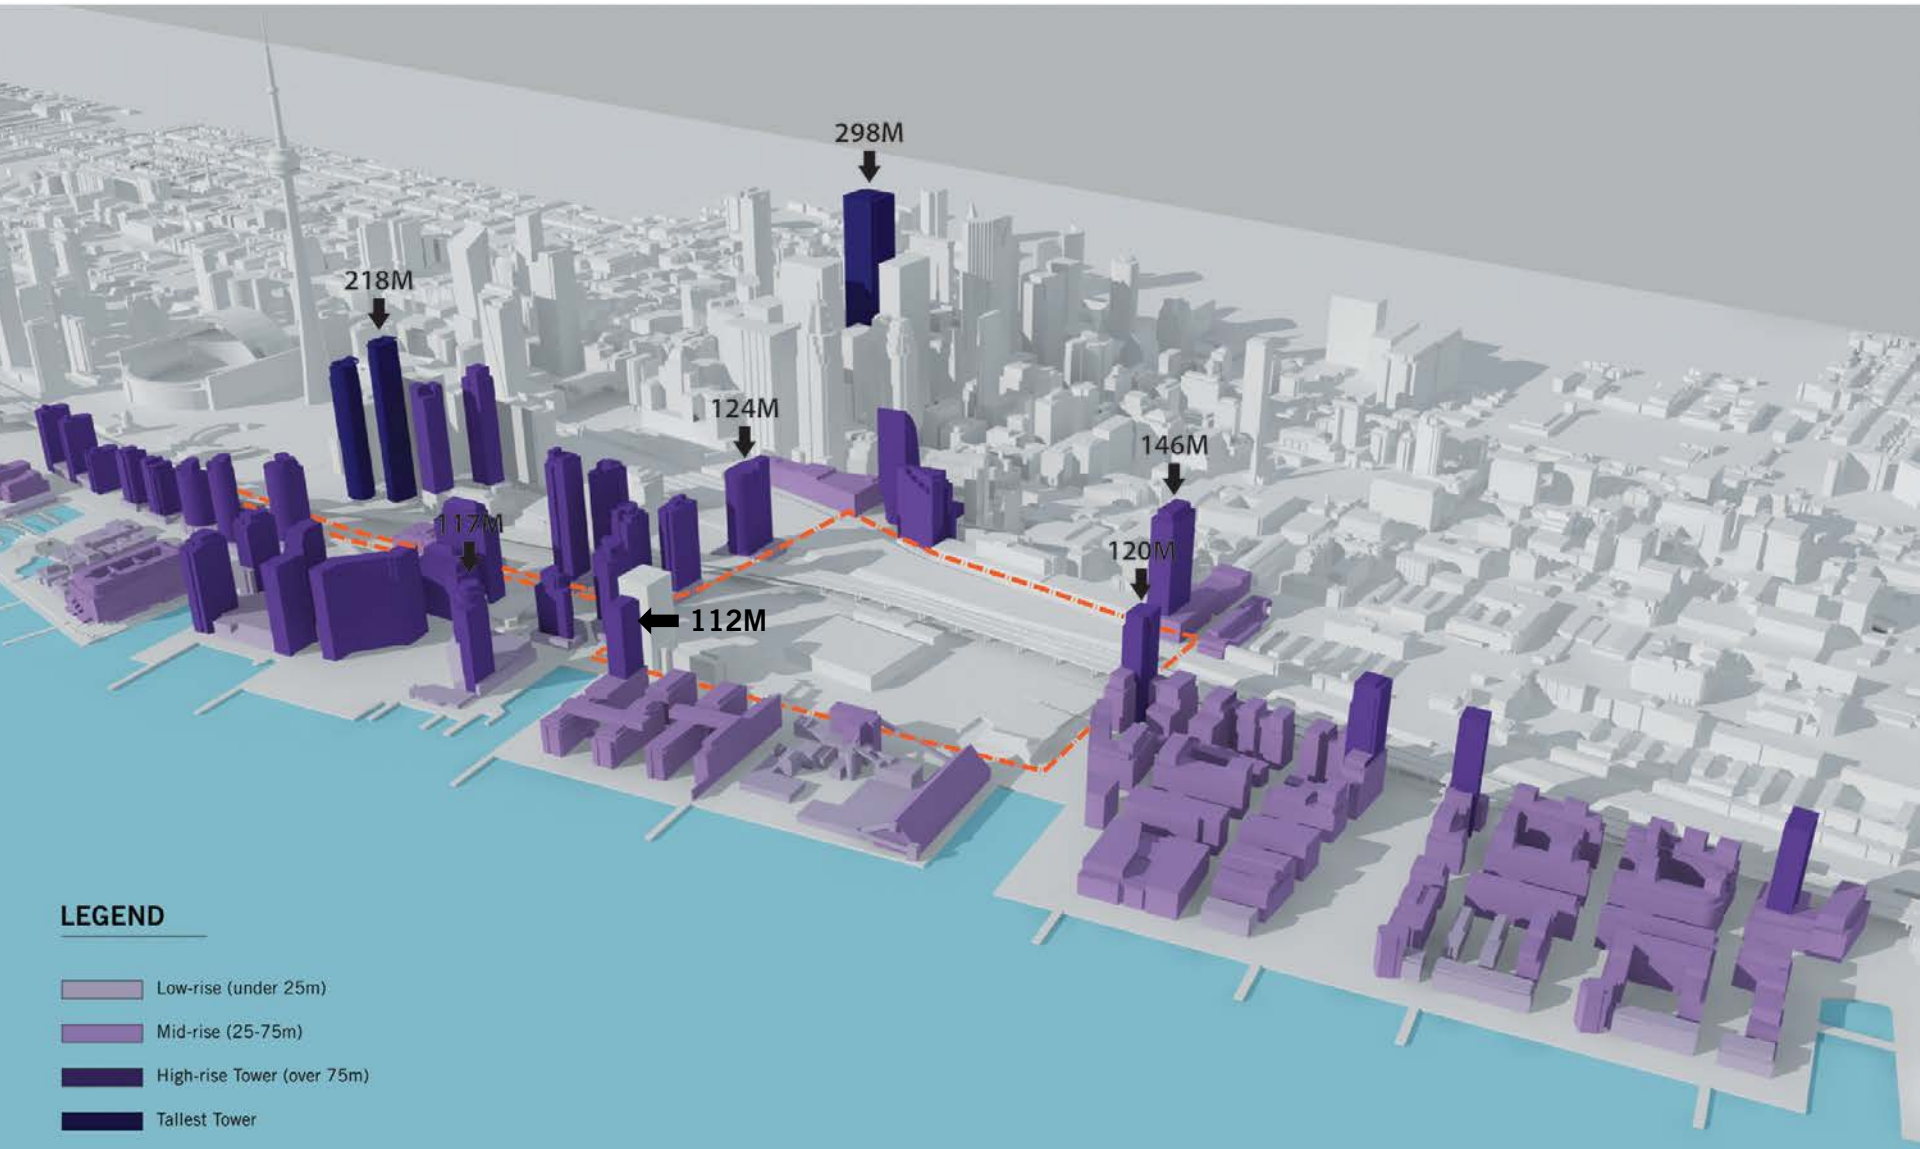 298M
218M
124M
146M
117M
120M
112M
LEGEND
Low-rise (under 25m)
Mid-rise (25-75m)
High-rise Tower (over 75m)
Tallest Tower